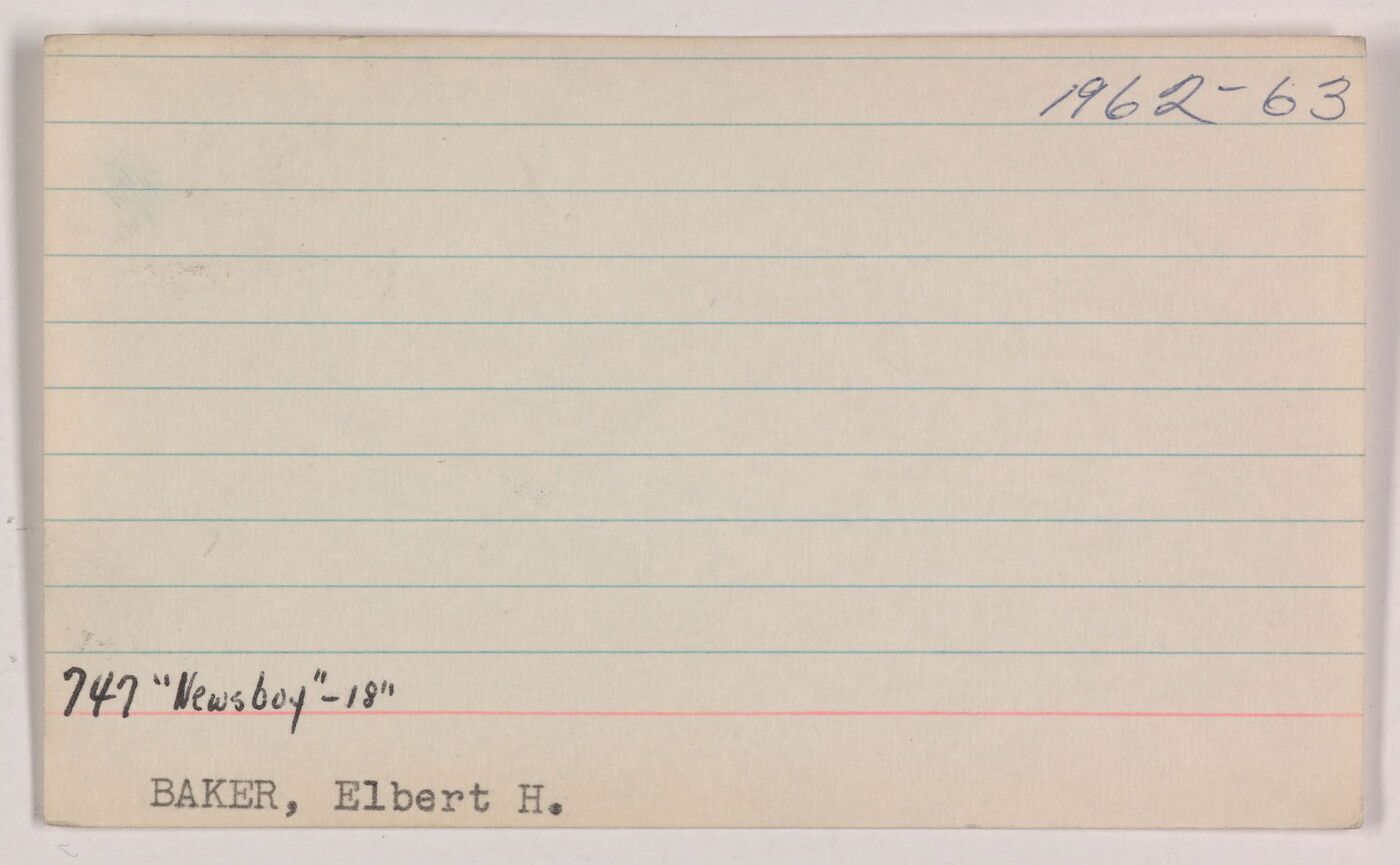 1962-63
747 "Newsboy" - 18"
BAKER, Elbert H.